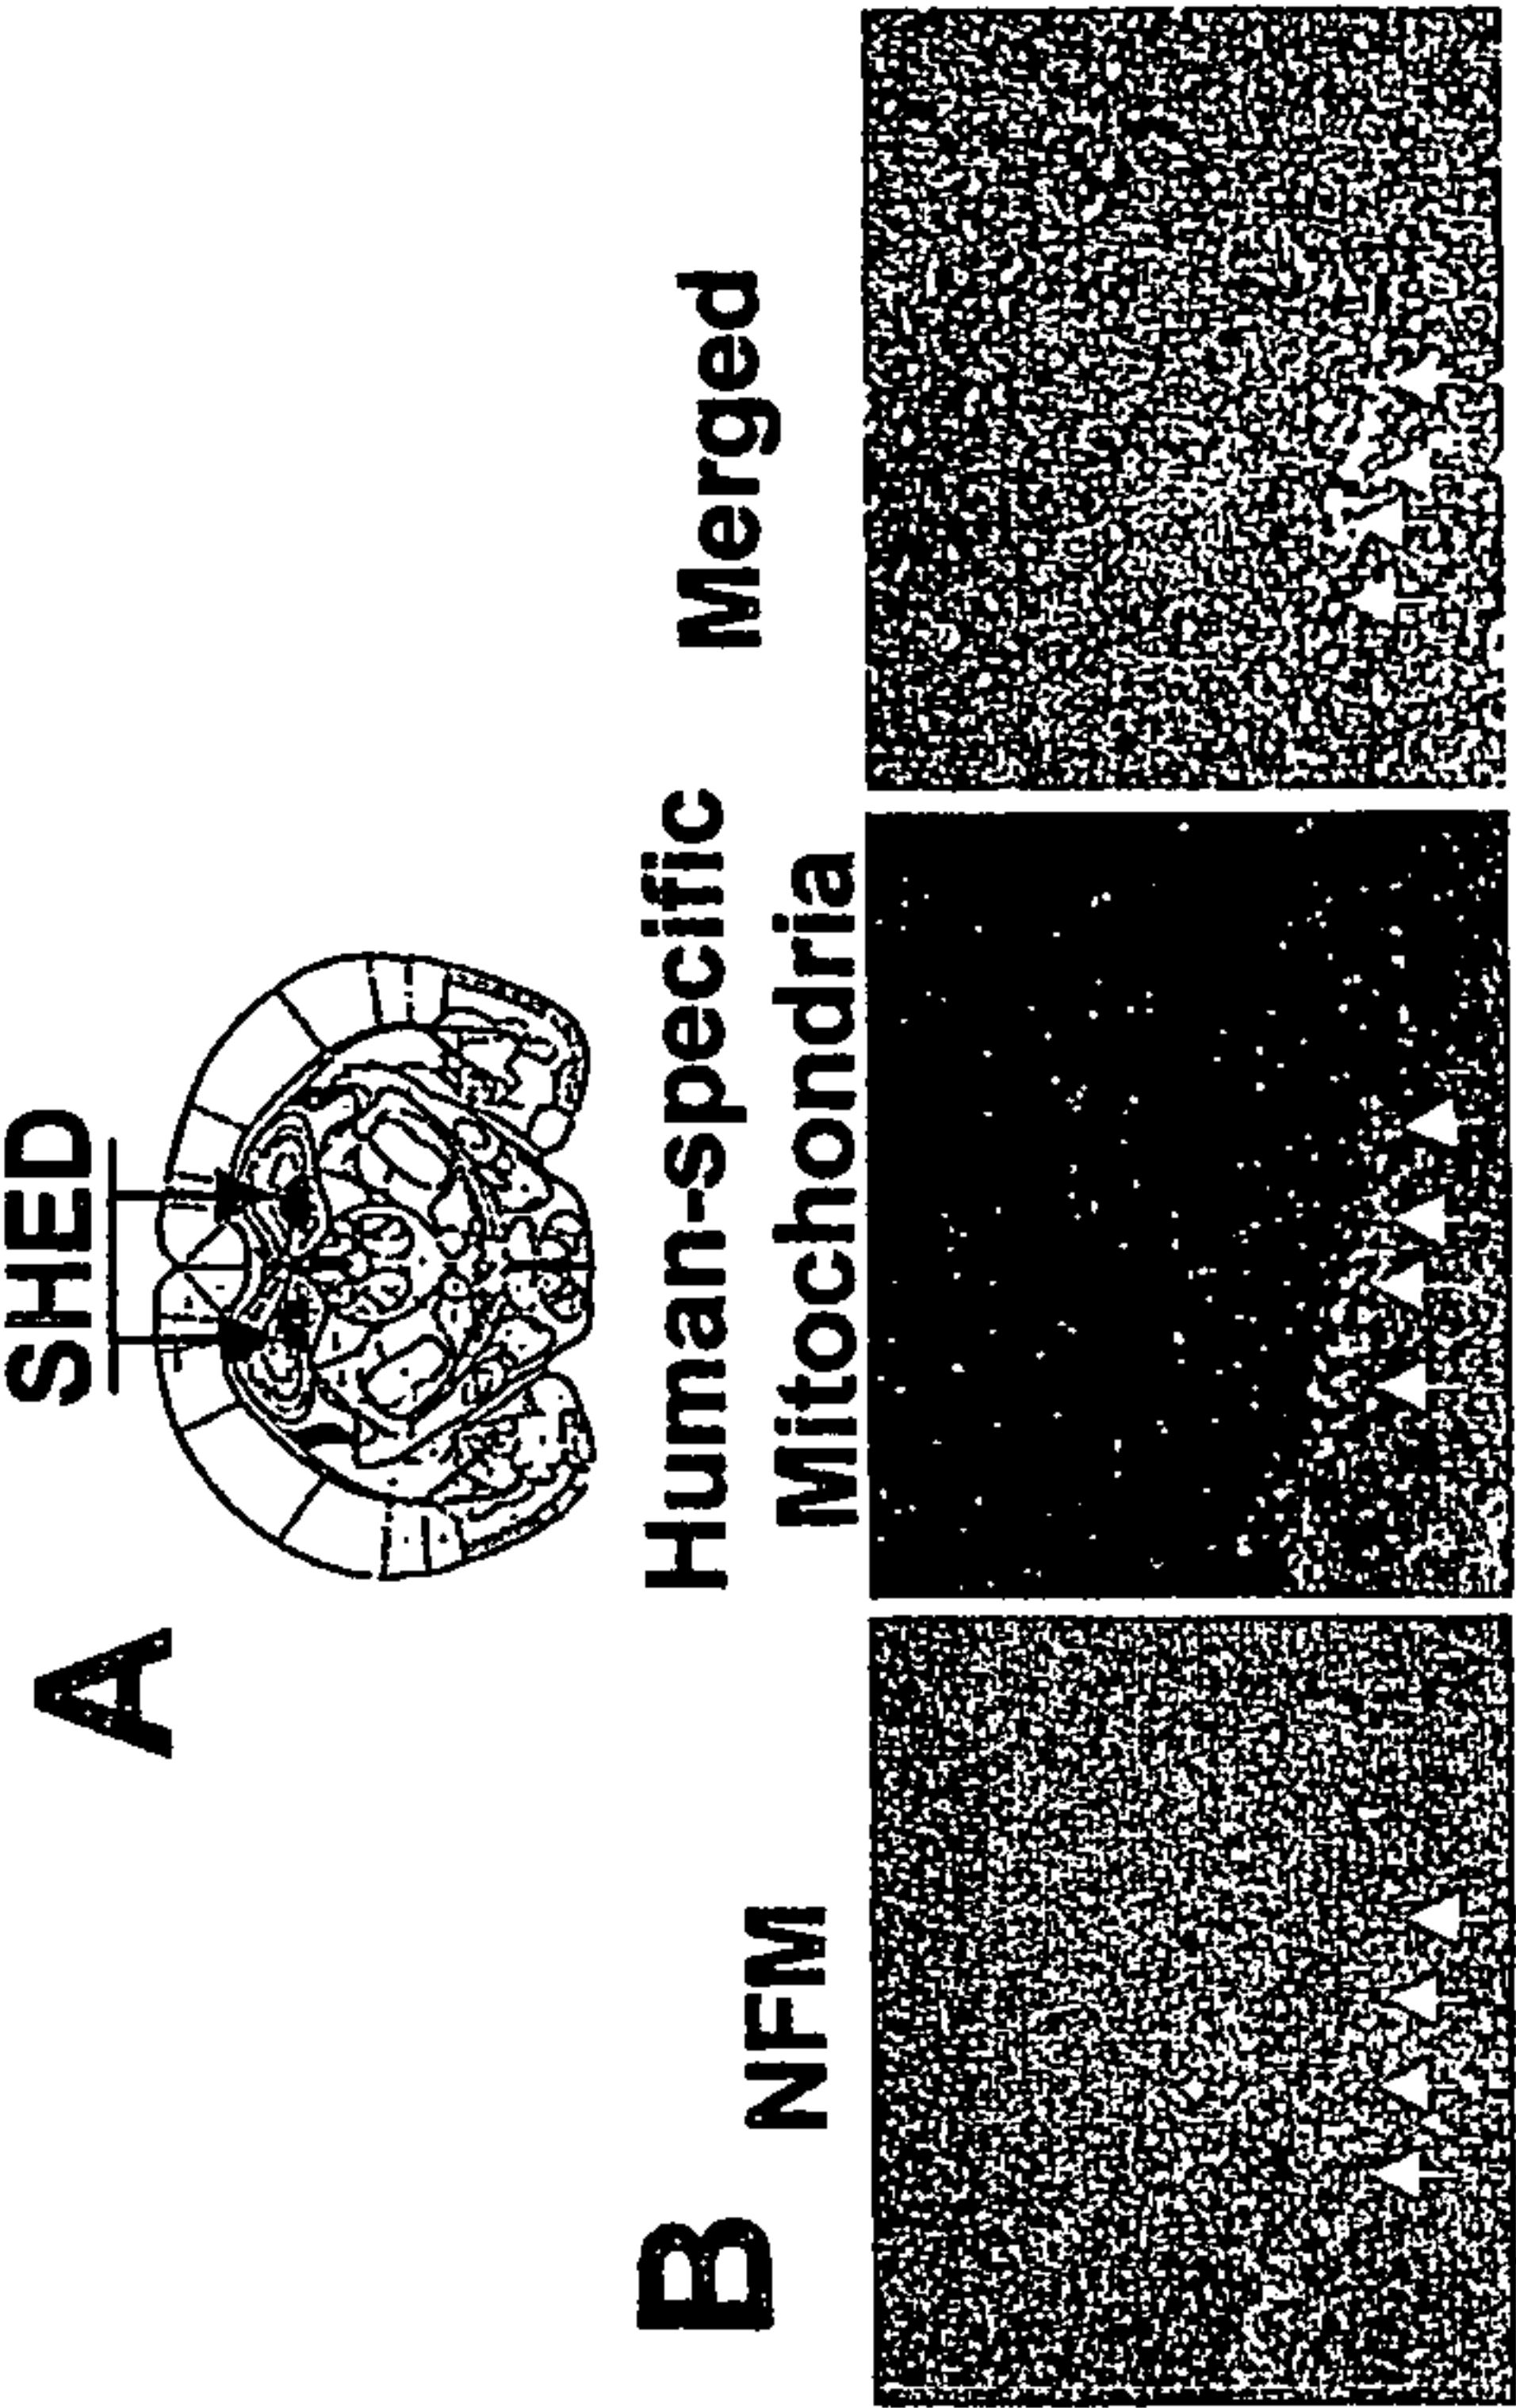 A
SHED
B
NFM
Human-specific
Mitochondria
Merged